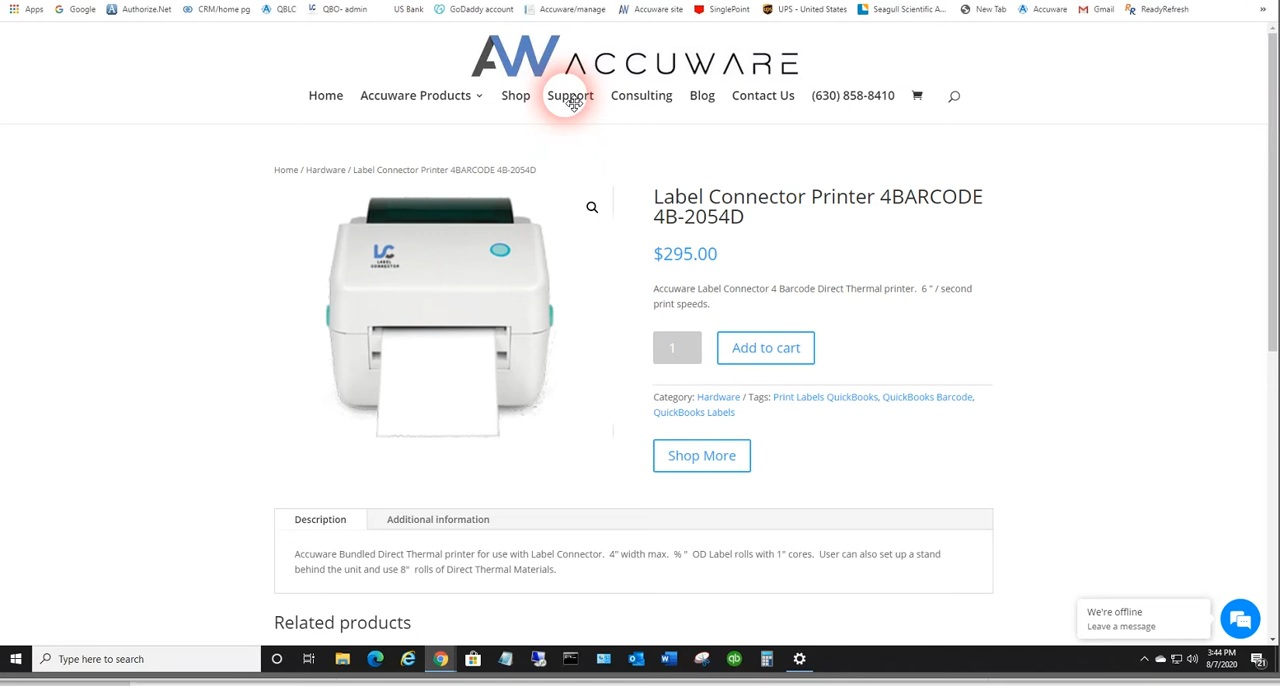 Apps Google Authorize.Net CRM/home pg QBLC QBO- admin US Bank GoDaddy account Accuware/manage Accuware site SinglePoint UPS - United States Seagull Scientific A... New Tab Accuware Gmail ReadyRefresh »
AW ACCUWARE
Home Accuware Products Shop Support Consulting Blog Contact Us (630) 858-8410
Home / Hardware / Label Connector Printer 4BARCODE 4B-2054D
LC
LABEL
CONNECTOR
Label Connector Printer 4BARCODE
4B-2054D
$295.00
Accuware Label Connector 4 Barcode Direct Thermal printer. 6 " / second
print speeds.
1 Add to cart
Category: Hardware / Tags: Print Labels QuickBooks, QuickBooks Barcode,
QuickBooks Labels
Shop More
Description Additional information
Accuware Bundled Direct Thermal printer for use with Label Connector. 4" width max. % " OD Label rolls with 1" cores. User can also set up a stand
behind the unit and use 8" rolls of Direct Thermal Materials.
We're offline
Leave a message
Related products
Type here to search
3:44 PM
8/7/2020
21